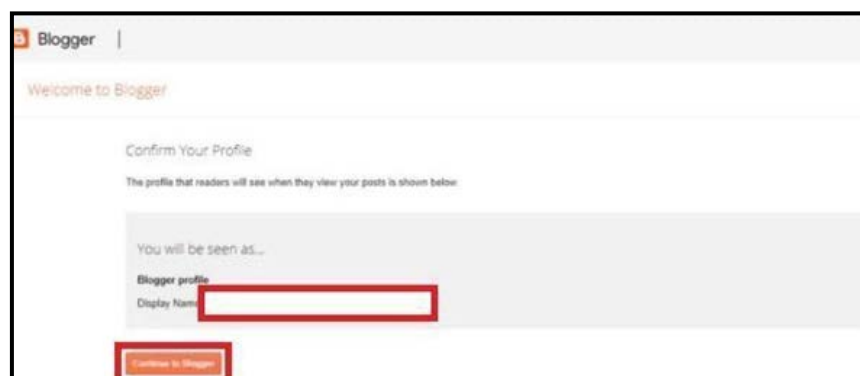 Blogger
Welcome to Blogger
Confirm Your Profile
The profile that readers will see when they view your posts is shown below
You will be seen as...
Blogger profile
Display Name
Continue to Blogger